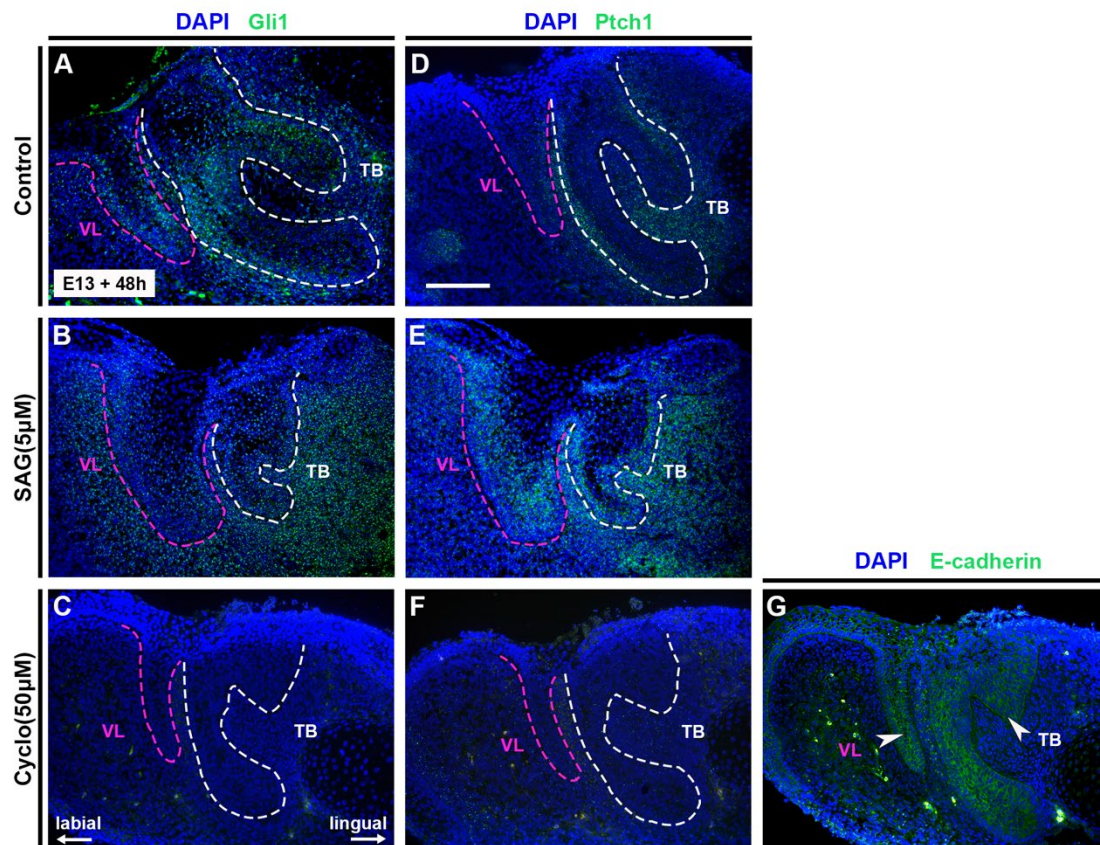 DAPI Gli1
DAPI Ptch1
Control
A
VL
TB
E13 + 48h
D
VL
TB
SAG(5µM)
B
VL
TB
E
VL
TB
DAPI E-cadherin
Cyclo(50µM)
C
VL
TB
labial
lingual
F
VL
TB
G
VL
TB